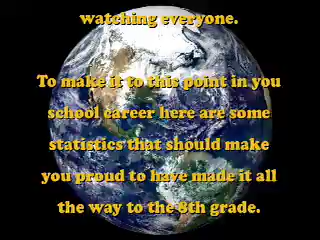 watching everyone.
To make it to this point in you
school career here are some
statistics that should make
you proud to have made it all
the way to the 8th grade.